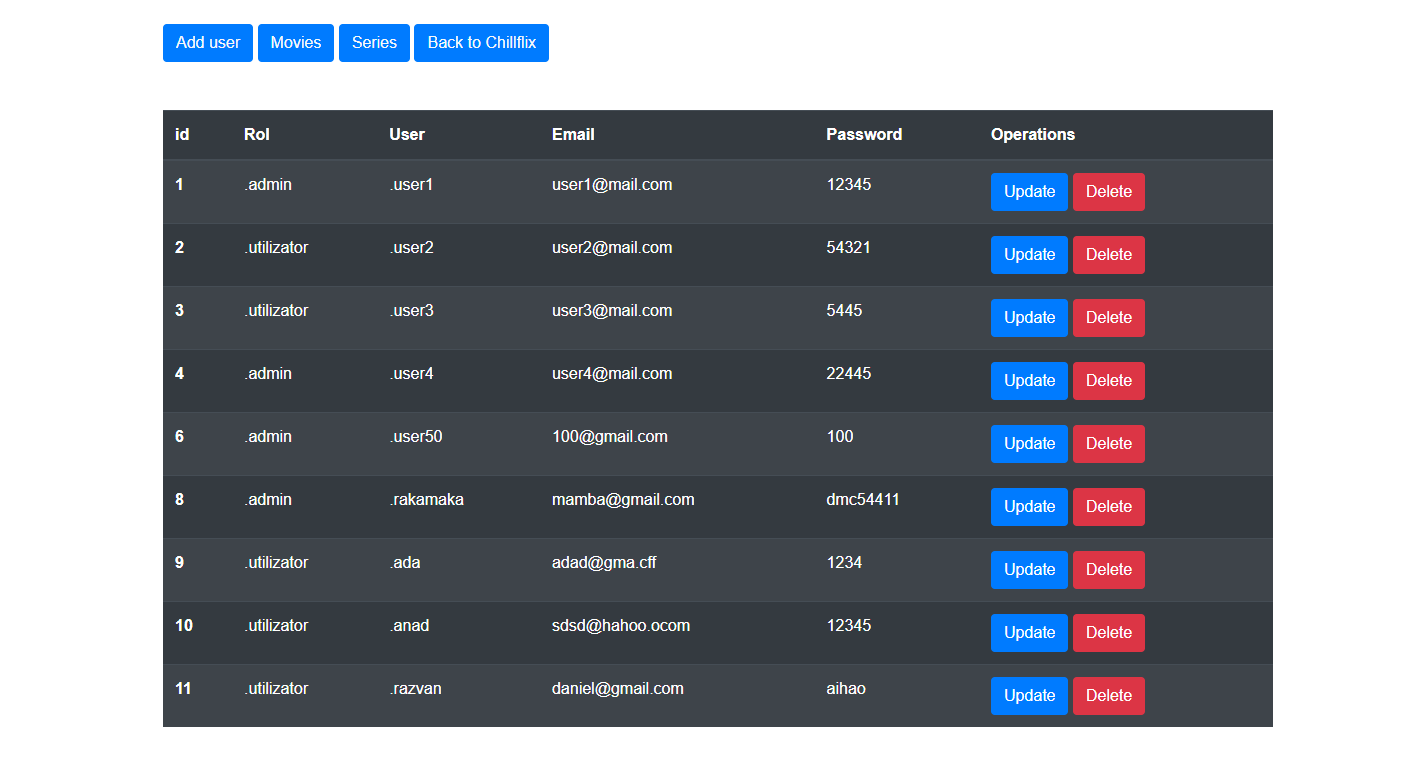 Add user Movies Series Back to Chillflix
id Rol User Email Password Operations
1 .admin .user1 user1@mail.com 12345 Update Delete
2 .utilizator .user2 user2@mail.com 54321 Update Delete
3 .utilizator .user3 user3@mail.com 5445 Update Delete
4 .admin .user4 user4@mail.com 22445 Update Delete
6 .admin .user50 100@gmail.com 100 Update Delete
8 .admin .rakamaka mamba@gmail.com dmc54411 Update Delete
9 .utilizator .ada adad@gma.cff 1234 Update Delete
10 .utilizator .anad sdsd@hahoo.ocom 12345 Update Delete
11 .utilizator .razvan daniel@gmail.com aihao Update Delete